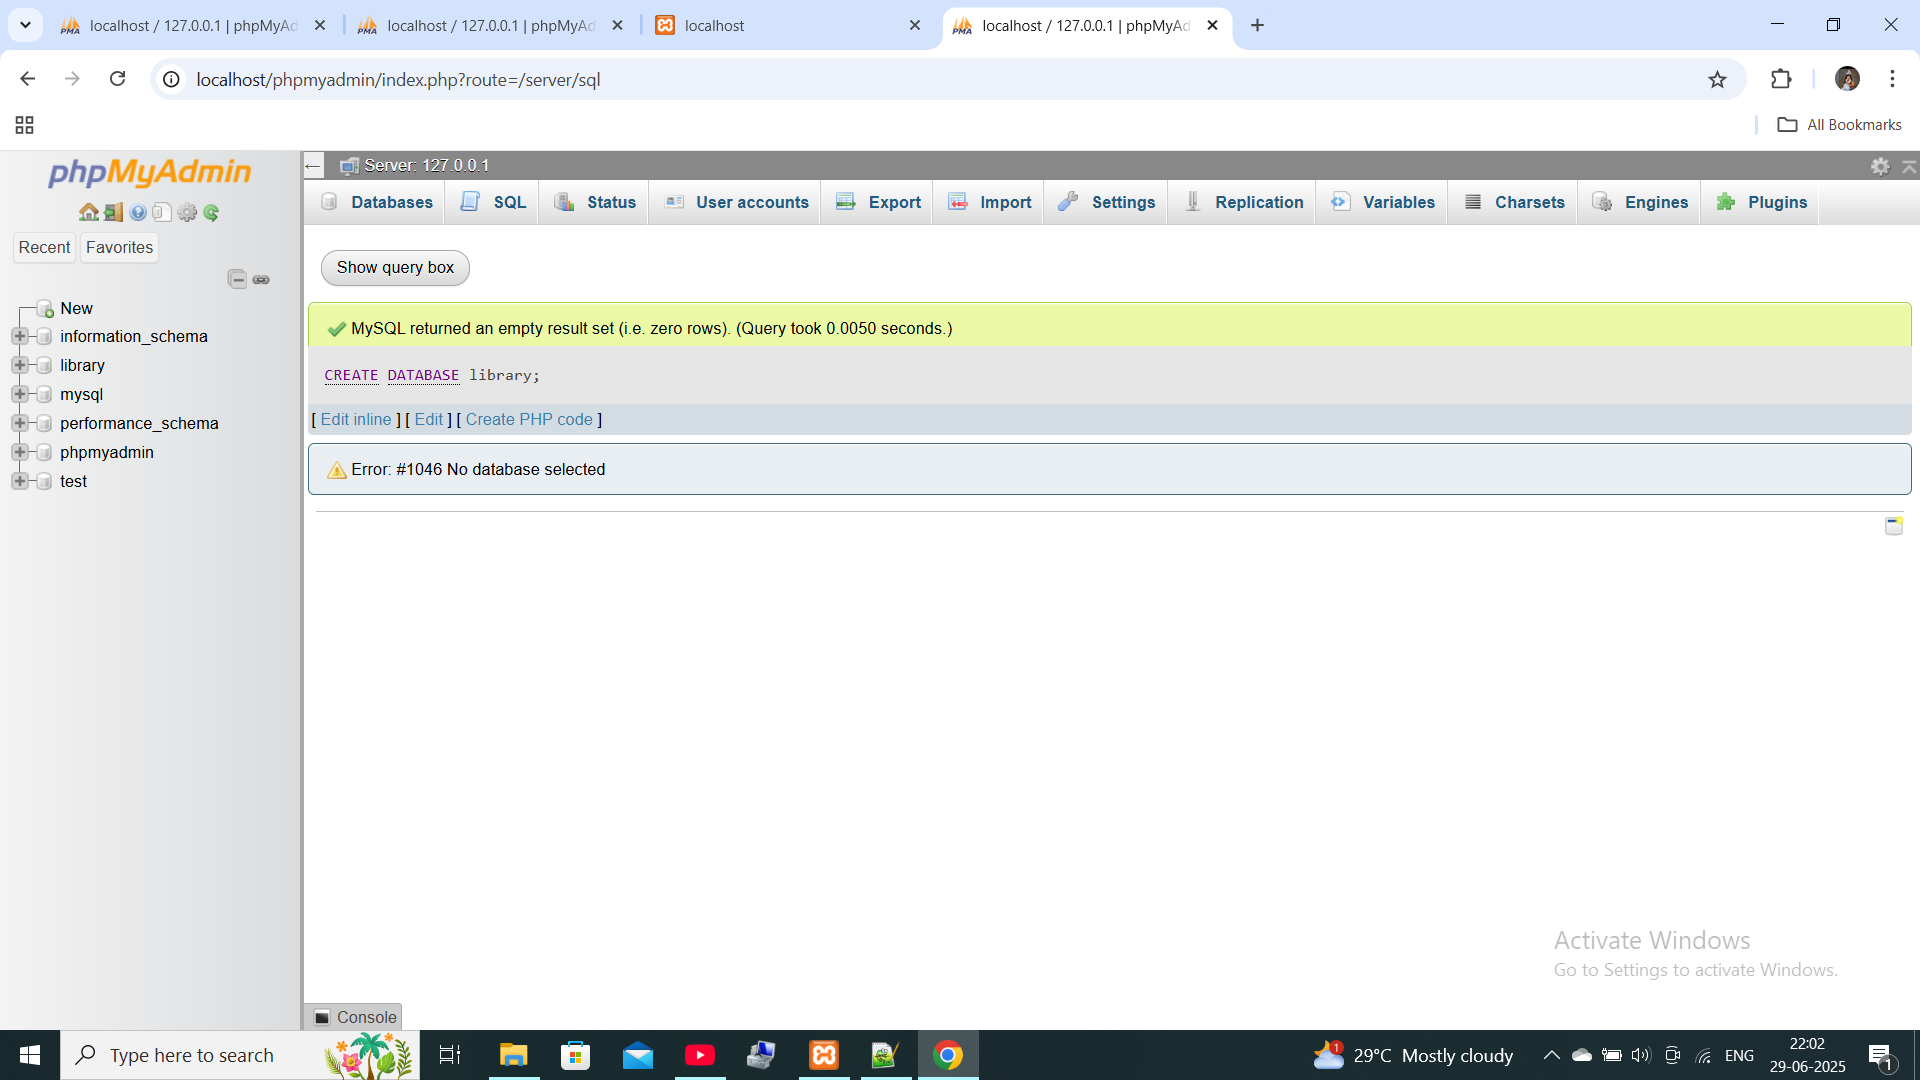 localhost / 127.0.0.1 | phpMyAd
localhost / 127.0.0.1 | phpMyAd
localhost
localhost / 127.0.0.1 | phpMyAd
localhost/phpmyadmin/index.php?route=/server/sql
All Bookmarks
phpMyAdmin
Server: 127.0.0.1
Databases SQL Status User accounts Export Import Settings Replication Variables Charsets Engines Plugins
Recent Favorites
New
information_schema
library
mysql
performance_schema
phpmyadmin
test
Show query box
MySQL returned an empty result set (i.e. zero rows). (Query took 0.0050 seconds.)
CREATE DATABASE library;
[ Edit inline ] [ Edit ] [ Create PHP code ]
Error: #1046 No database selected
Activate Windows
Go to Settings to activate Windows.
Console
Type here to search
1
29°C Mostly cloudy
ENG
22:02
29-06-2025
1